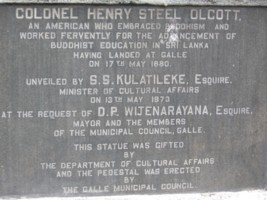 COLONEL HENRY STEEL OLCOTT.
AN AMERICAN WHO EMBRACED BUDDHISM AND
WORKED FERVENTLY FOR THE ADVANCEMENT OF
BUDDHIST EDUCATION IN SRI LANKA
HAVING LANDED AT GALLE
ON 17TH MAY 1880.
UNVEILED BY S.S. KULATILEKE, ESQUIRE.
MINISTER OF CULTURAL AFFAIRS
ON 13TH MAY 1973
AT THE REQUEST OF D.P. WIJENARAYANA, ESQUIRE,
MAYOR AND THE MEMBERS
OF THE MUNICIPAL COUNCIL, GALLE.
THIS STATUE WAS GIFTED
BY
THE DEPARTMENT OF CULTURAL AFFAIRS
AND THE PEDESTAL WAS ERECTED
BY
THE GALLE MUNICIPAL COUNCIL